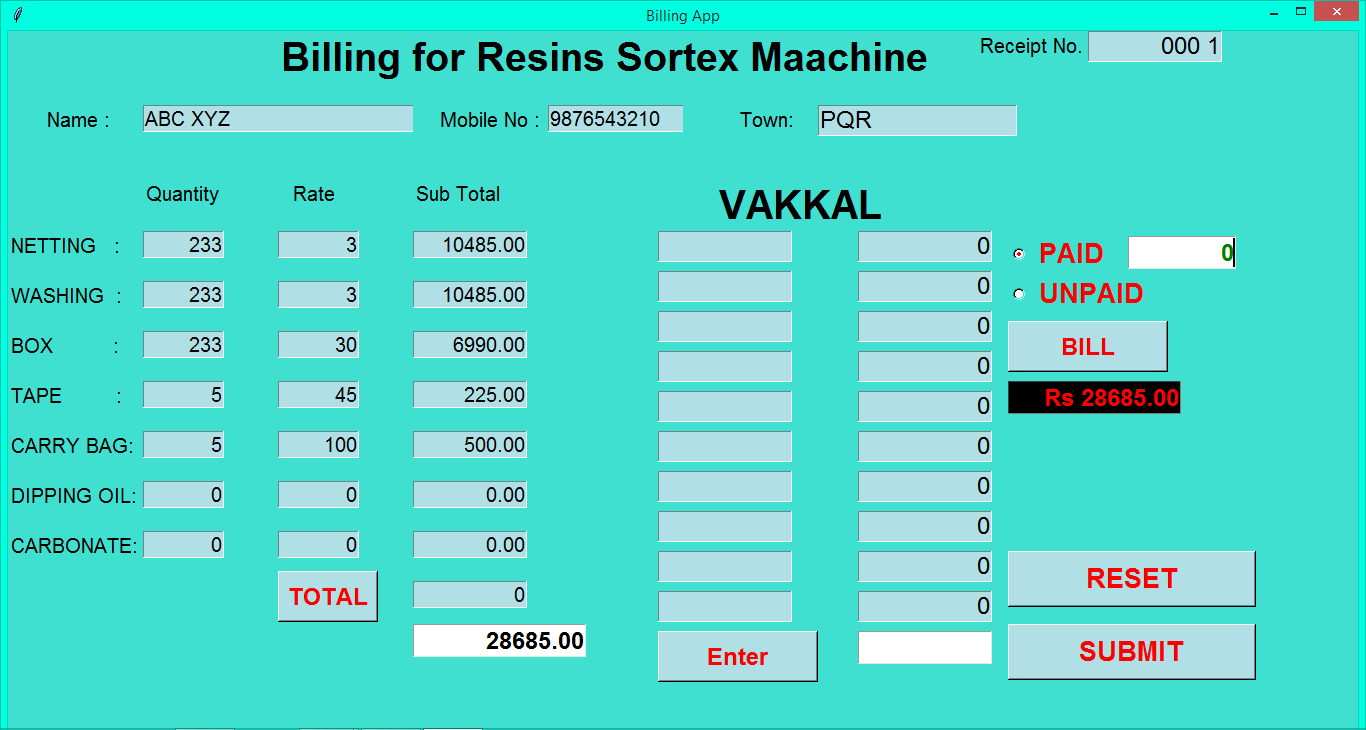 Billing App
Billing for Resins Sortex Maachine
Receipt No. 000 1
Name : ABC XYZ Mobile No : 9876543210 Town: PQR
Quantity Rate Sub Total
VAKKAL
NETTING : 233 3 10485.00 0
PAID 0
WASHING : 233 3 10485.00 0
UNPAID
BOX : 233 30 6990.00 0
BILL
0
TAPE : 5 45 225.00 0
Rs 28685.00
CARRY BAG: 5 100 500.00 0
0
DIPPING OIL: 0 0 0.00 0
CARBONATE: 0 0 0.00 0
RESET
TOTAL 0 0
28685.00
Enter
SUBMIT